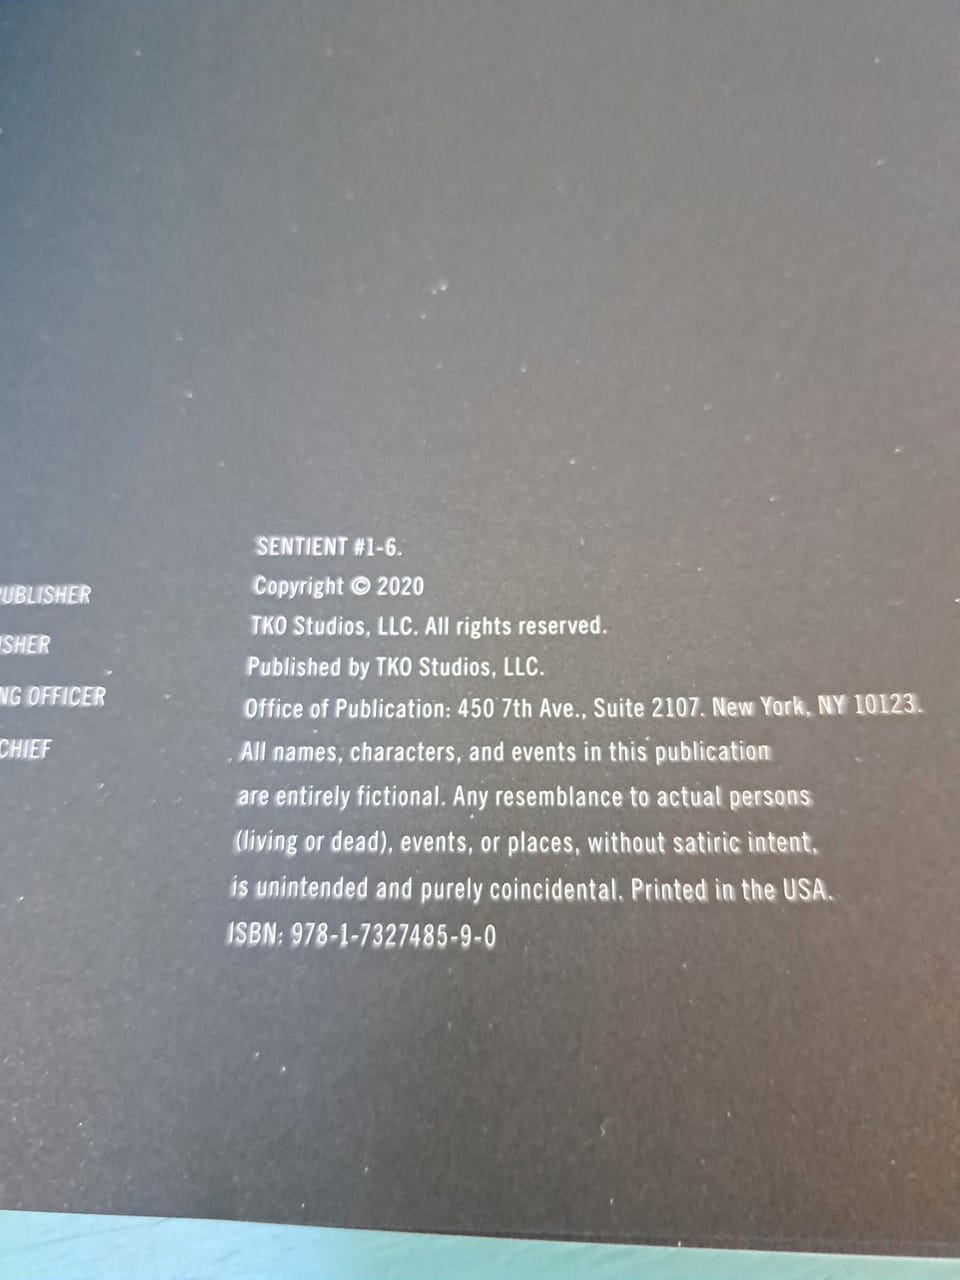 PUBLISHER
ISHER
NG OFFICER
CHIEF
SENTIENT #1-6.
Copyright © 2020
TKO Studios, LLC. All rights reserved.
Published by TKO Studios, LLC.
Office of Publication: 450 7th Ave., Suite 2107. New York, NY 10123.
All names, characters, and events in this publication
are entirely fictional. Any resemblance to actual persons
(living or dead), events, or places, without satiric intent,
is unintended and purely coincidental. Printed in the USA.
ISBN: 978-1-7327485-9-0